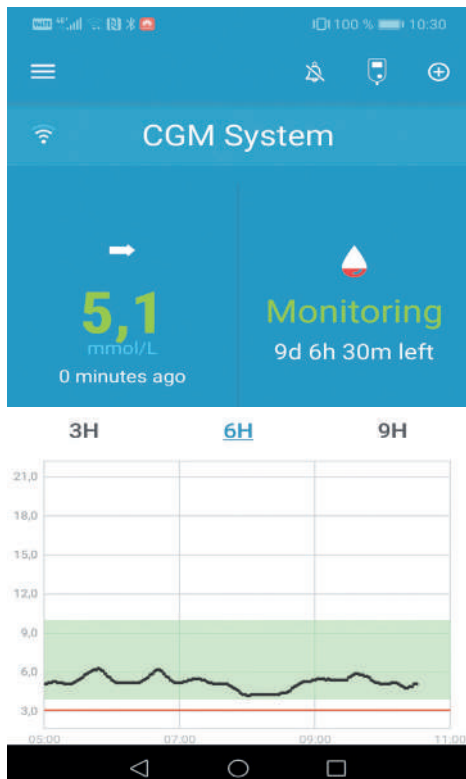 100 % 10:30
CGM System
5,1
mmol/L
0 minutes ago
Monitoring
9d 6h 30m left
3H 6H 9H
21,0
18,0
15,0
12,0
9,0
6,0
3,0
05:00 07:00 09:00 11:00